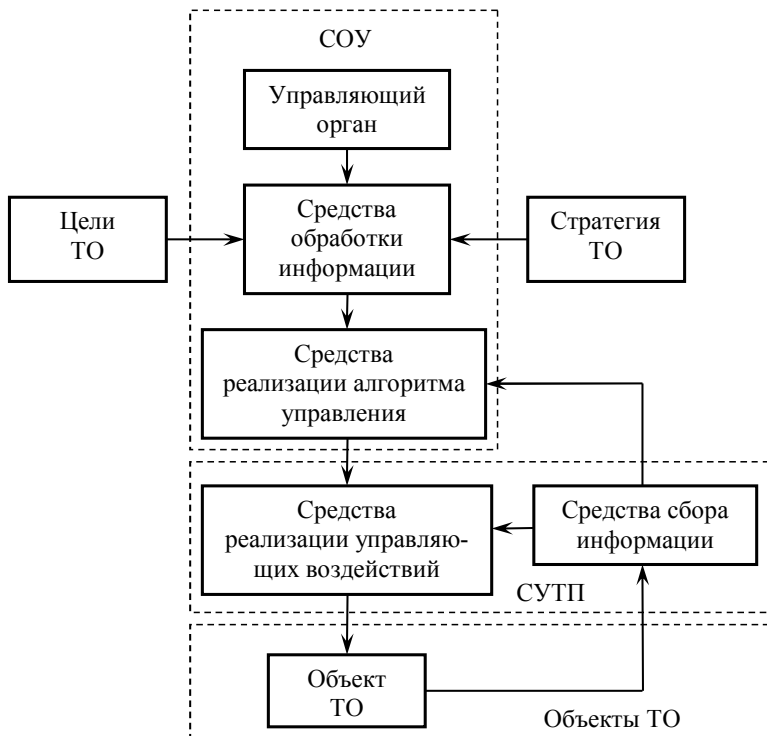 СОУ
Управляющий
орган
Цели
ТО
Средства
обработки
информации
Стратегия
ТО
Средства
реализации алгоритма
управления
Средства
реализации управляю-
щих воздействий
Средства сбора
информации
СУТП
Объект
ТО
Объекты ТО